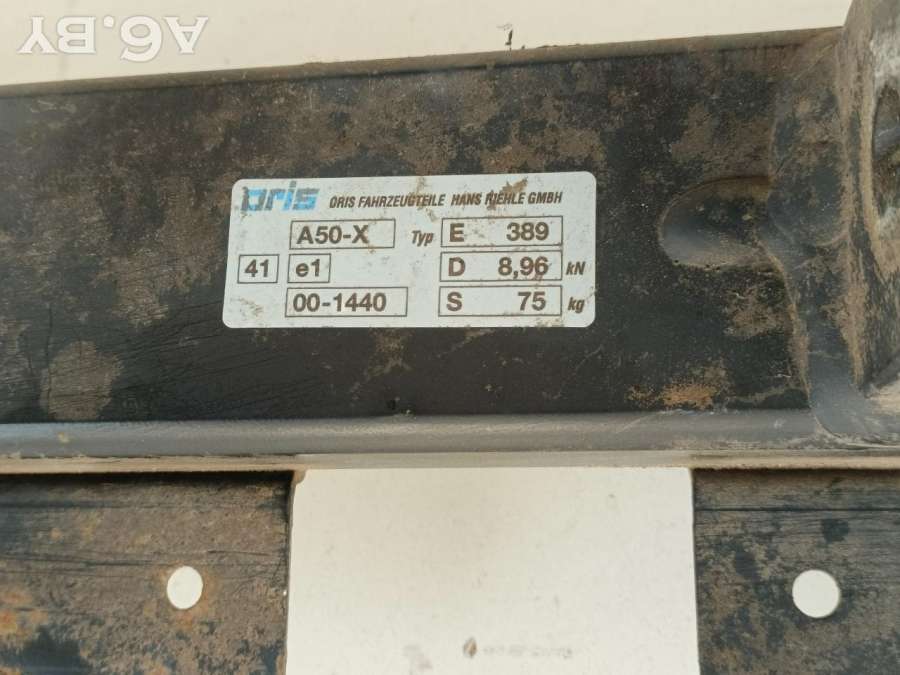 A6.BY
oris ORIS FAHRZEUGTEILE HANS RIEHLE GMBH
A50-X Typ E 389
41 e1 D 8,96 kN
00-1440 S 75 kg